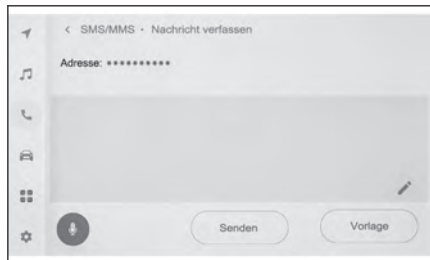 < SMS/MMS • Nachricht verfassen
Adresse: **********
Senden
Vorlage